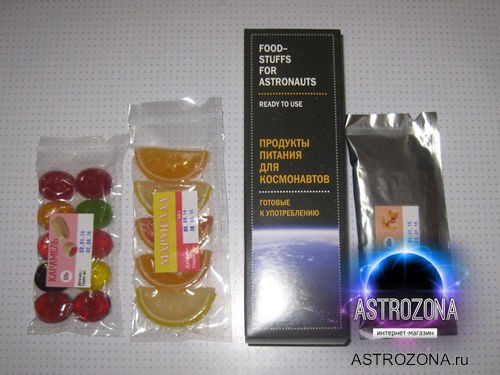 FOOD–
STUFFS
FOR
ASTRONAUTS
READY TO USE
ПРОДУКТЫ
ПИТАНИЯ
ДЛЯ
КОСМОНАВТОВ
ГОТОВЫЕ
К УПОТРЕБЛЕНИЮ
КАРАМЕЛЬ
МАРМЕЛАД
ASTROZONA
интернет-магазин
ASTROZONA.ru